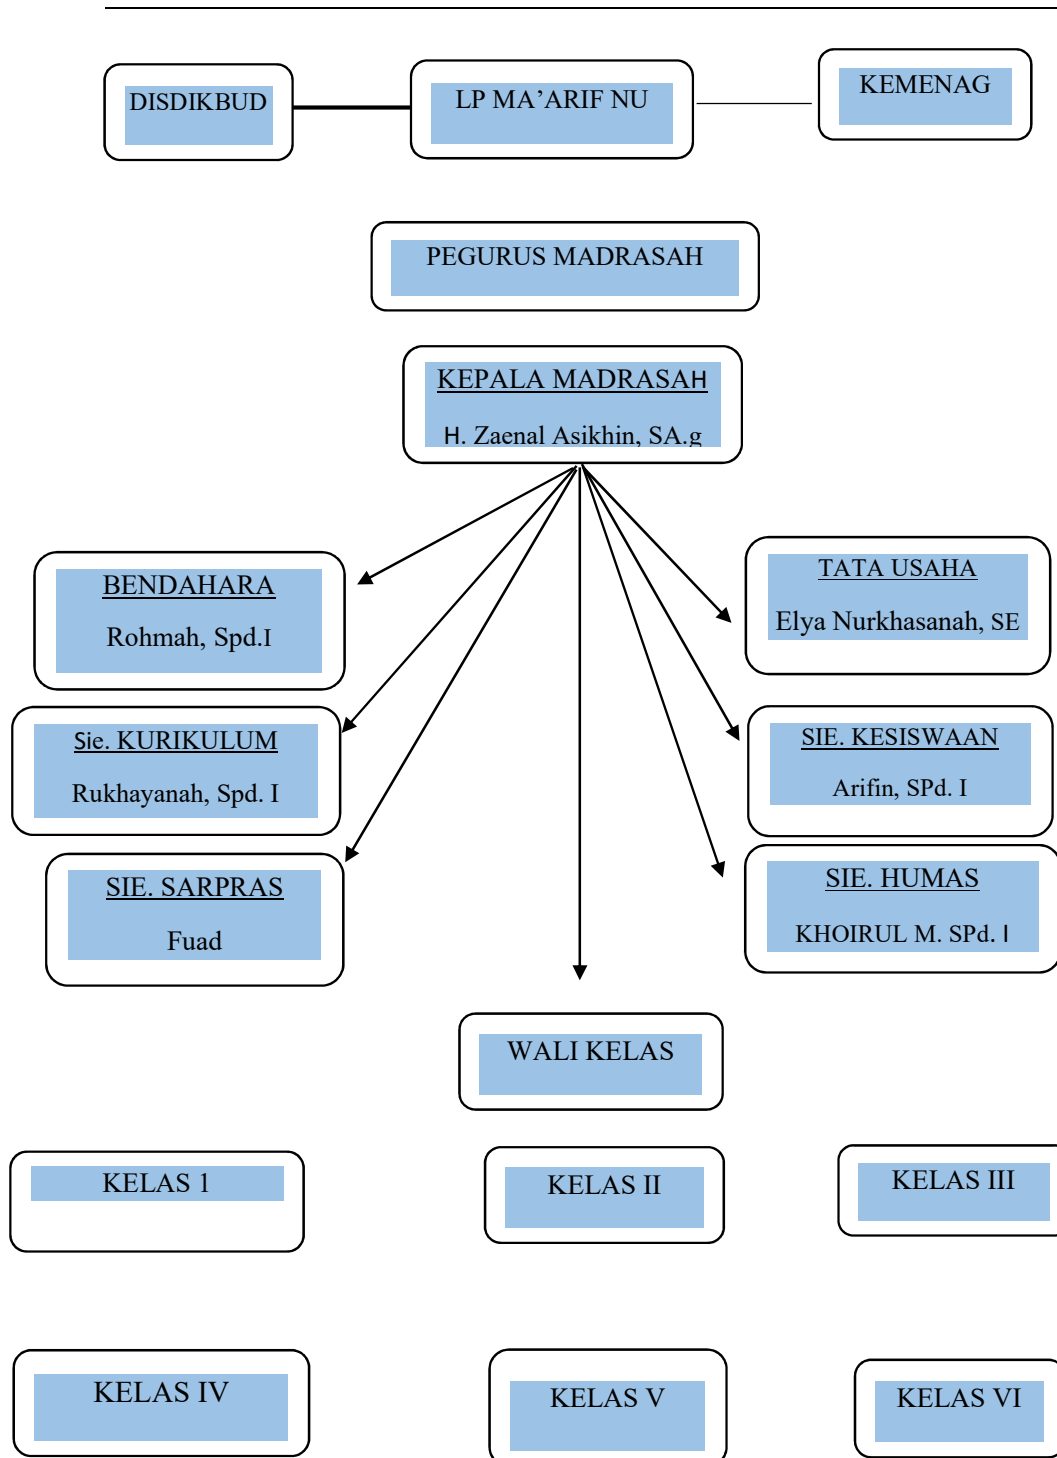 DISDIKBUD
LP MA’ARIF NU
KEMENAG
PEGURUS MADRASAH
KEPALA MADRASAH
H. Zaenal Asikhin, SA.g
BENDAHARA
Rohmah, Spd.I
TATA USAHA
Elya Nurkhasanah, SE
Sie. KURIKULUM
Rukhayanah, Spd. I
SIE. KESISWAAN
Arifin, SPd. I
SIE. SARPRAS
Fuad
SIE. HUMAS
KHOIRUL M. SPd. I
WALI KELAS
KELAS 1
KELAS II
KELAS III
KELAS IV
KELAS V
KELAS VI